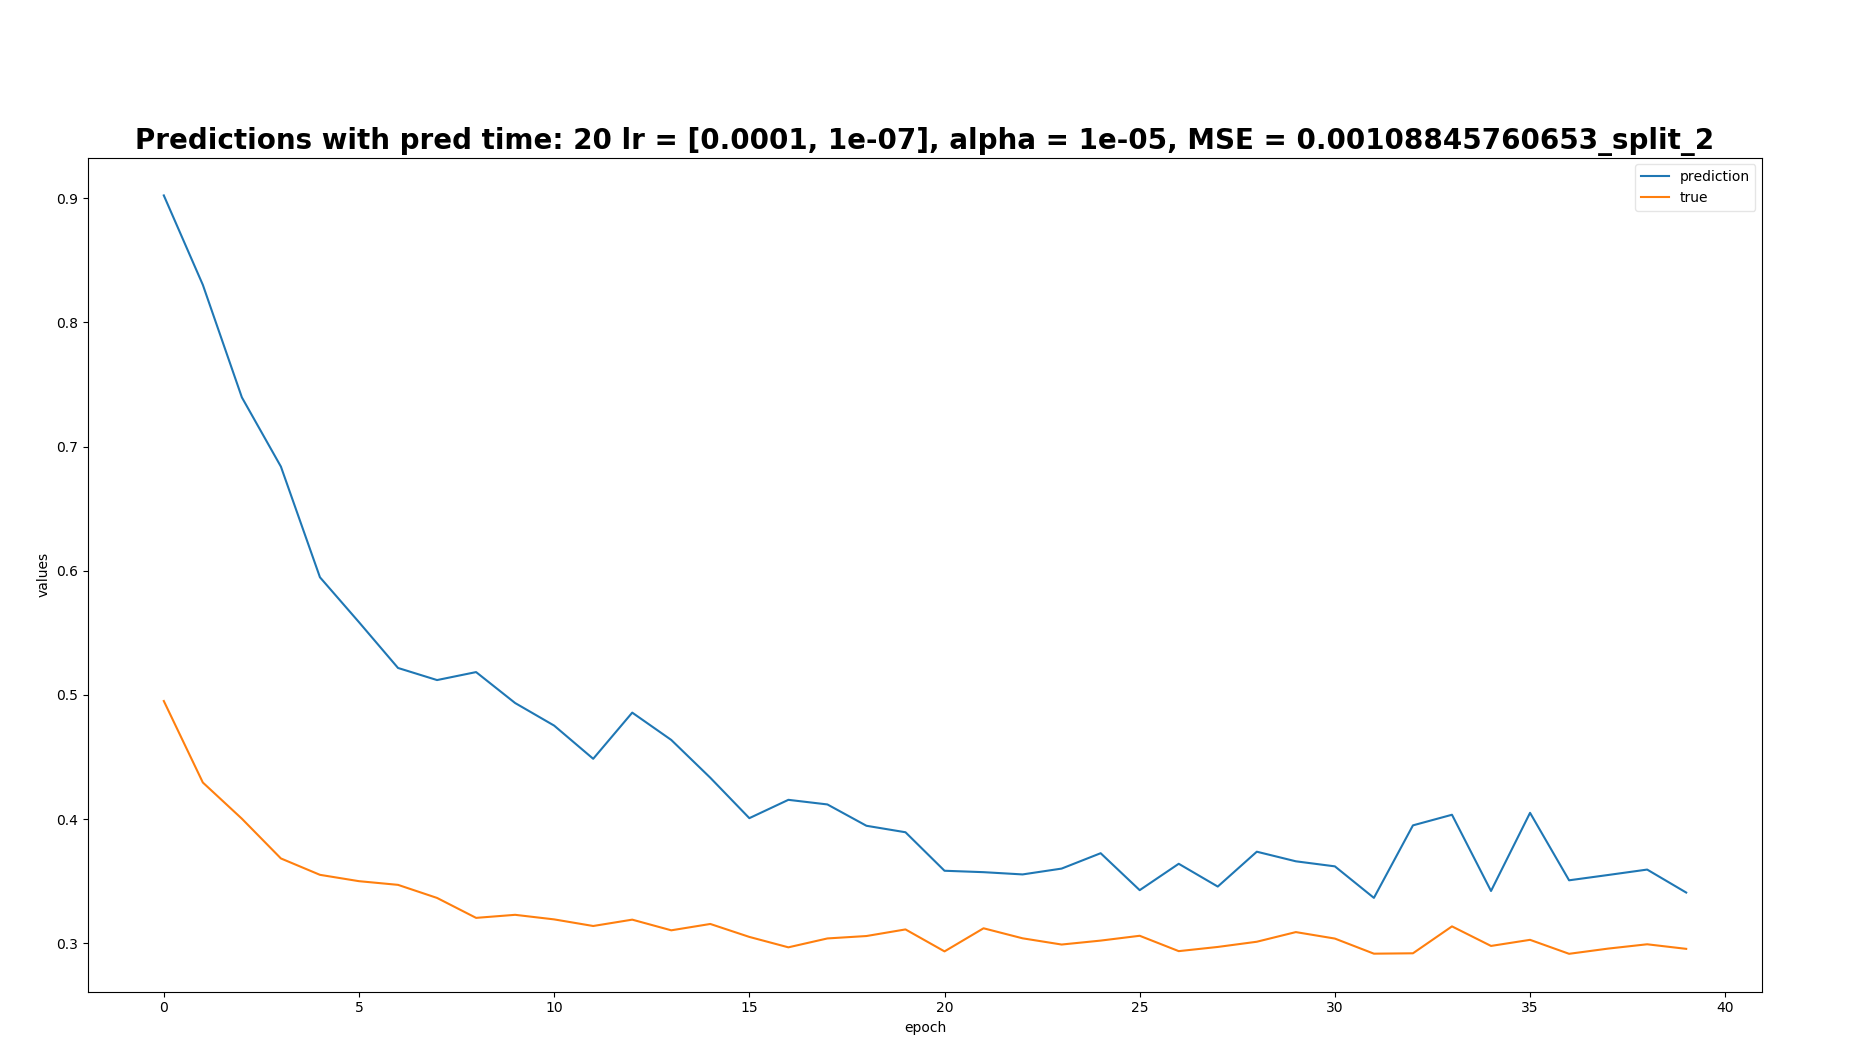 Predictions with pred time: 20 lr = [0.0001, 1e-07], alpha = 1e-05, MSE = 0.00108845760653_split_2
prediction
true
0.9
0.8
0.7
0.6
0.5
0.4
0.3
values
0 5 10 15 20 25 30 35 40
epoch